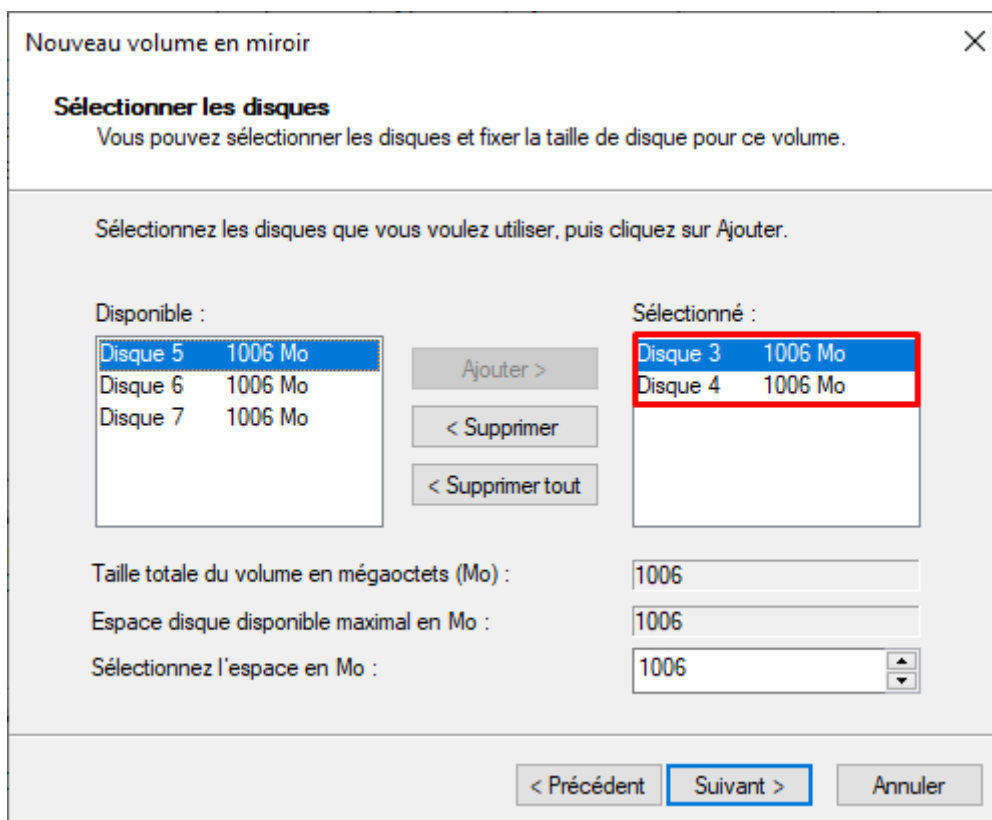 Nouveau volume en miroir
Sélectionner les disques
Vous pouvez sélectionner les disques et fixer la taille de disque pour ce volume.
Sélectionnez les disques que vous voulez utiliser, puis cliquez sur Ajouter.
Disponible :
Disque 5 1006 Mo
Disque 6 1006 Mo
Disque 7 1006 Mo
Ajouter >
< Supprimer
< Supprimer tout
Sélectionné :
Disque 3 1006 Mo
Disque 4 1006 Mo
Taille totale du volume en mégaoctets (Mo) : 1006
Espace disque disponible maximal en Mo : 1006
Sélectionnez l'espace en Mo : 1006
< Précédent Suivant > Annuler